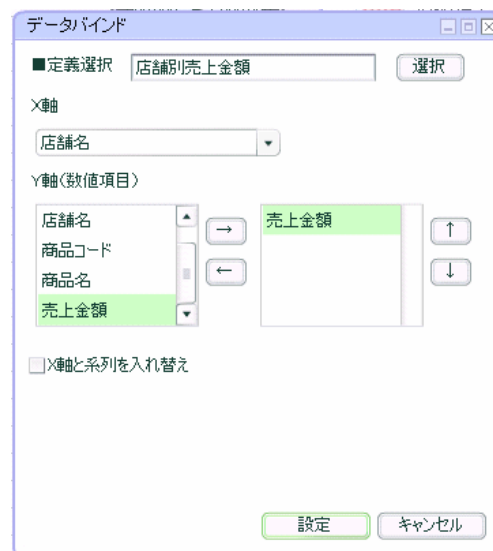 データバインド
■定義選択 店舗別売上金額 選択
X軸
店舗名
Y軸(数値項目)
店舗名
商品コード
商品名
売上金額
→
←
売上金額
↑
↓
X軸と系列を入れ替え
設定 キャンセル